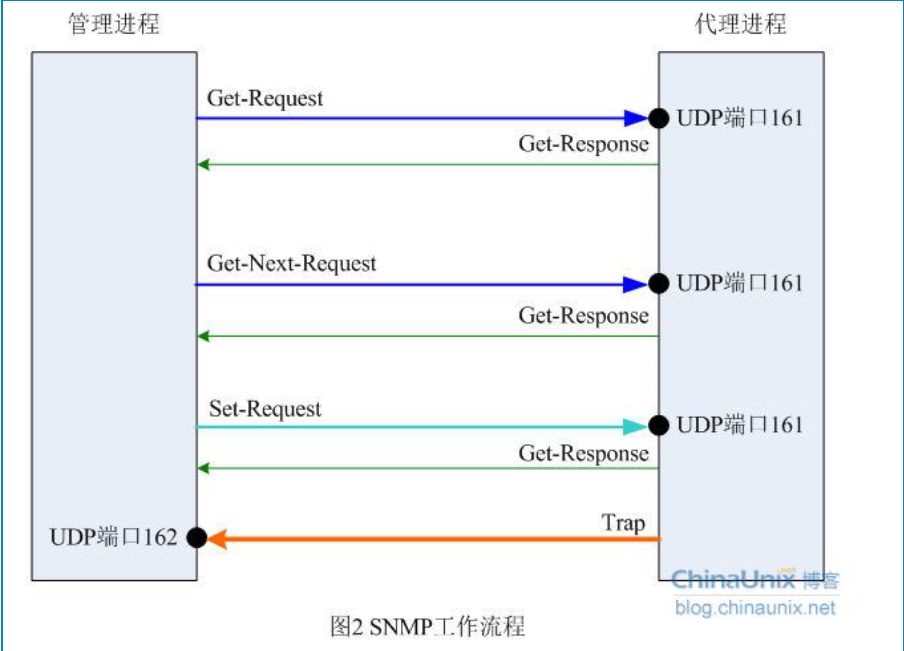 管理进程
代理进程
Get-Request
UDP端口161
Get-Response
Get-Next-Request
UDP端口161
Get-Response
Set-Request
UDP端口161
Get-Response
Trap
UDP端口162
ChinaUnix.net 博客
blog.chinaunix.net
图2 SNMP工作流程